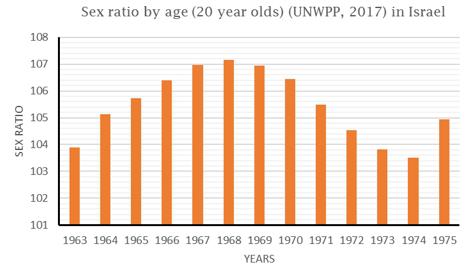 Sex ratio by age (20 year olds) (UNWPP, 2017) in Israel
108
107
106
105
104
103
102
101
SEX RATIO
1963 1964 1965 1966 1967 1968 1969 1970 1971 1972 1973 1974 1975
YEARS